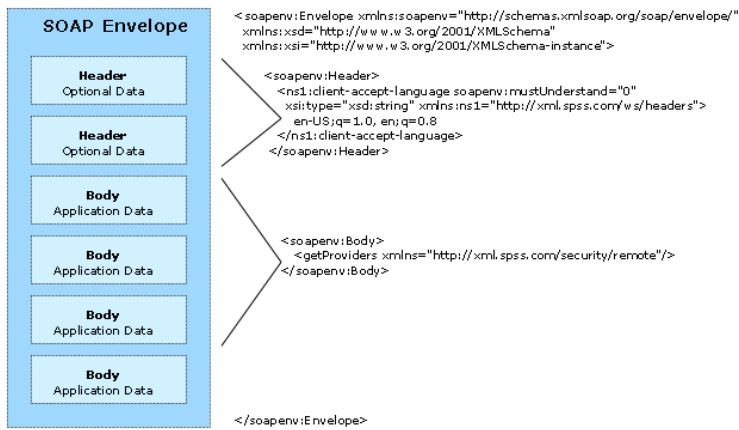 SOAP Envelope
Header
Optional Data
Header
Optional Data
Body
Application Data
Body
Application Data
Body
Application Data
Body
Application Data
<soapenv:Envelope xmlns:soapenv="http://schemas.xmlsoap.org/soap/envelope/"
xmlns:xsd="http://www.w3.org/2001/XMLSchema"
xmlns:xsi="http://www.w3.org/2001/XMLSchema-instance">
<soapenv:Header>
<ns1:client-accept-language soapenv:mustUnderstand="0"
xsi:type="xsd:string" xmlns:ns1="http://xml.spss.com/ws/headers">
en-US;q=1.0, en;q=0.8
</ns1:client-accept-language>
</soapenv:Header>
<soapenv:Body>
<getProviders xmlns="http://xml.spss.com/security/remote"/>
</soapenv:Body>
</soapenv:Envelope>